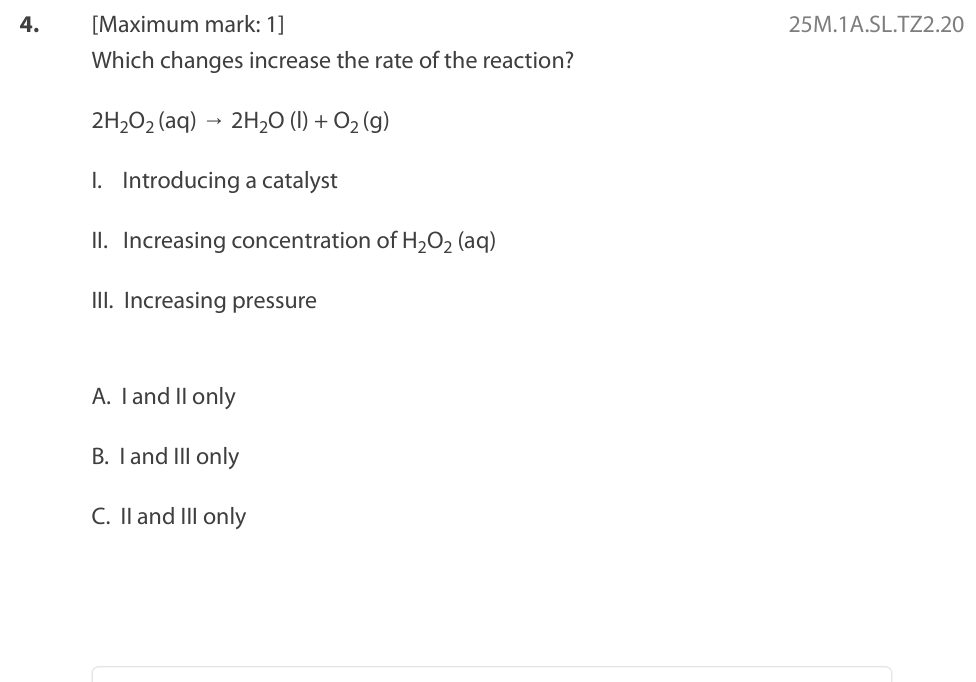 4. [Maximum mark: 1] 25M.1A.SL.TZ2.20
Which changes increase the rate of the reaction?
2H₂O₂ (aq) → 2H₂O (l) + O₂ (g)
I. Introducing a catalyst
II. Increasing concentration of H₂O₂ (aq)
III. Increasing pressure
A. I and II only
B. I and III only
C. II and III only